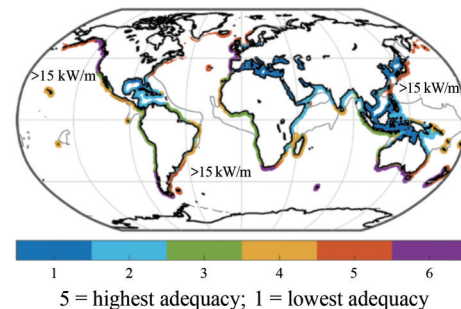 >15 kW/m
>15 kW/m
>15 kW/m
1 2 3 4 5 6
5 = highest adequacy; 1 = lowest adequacy